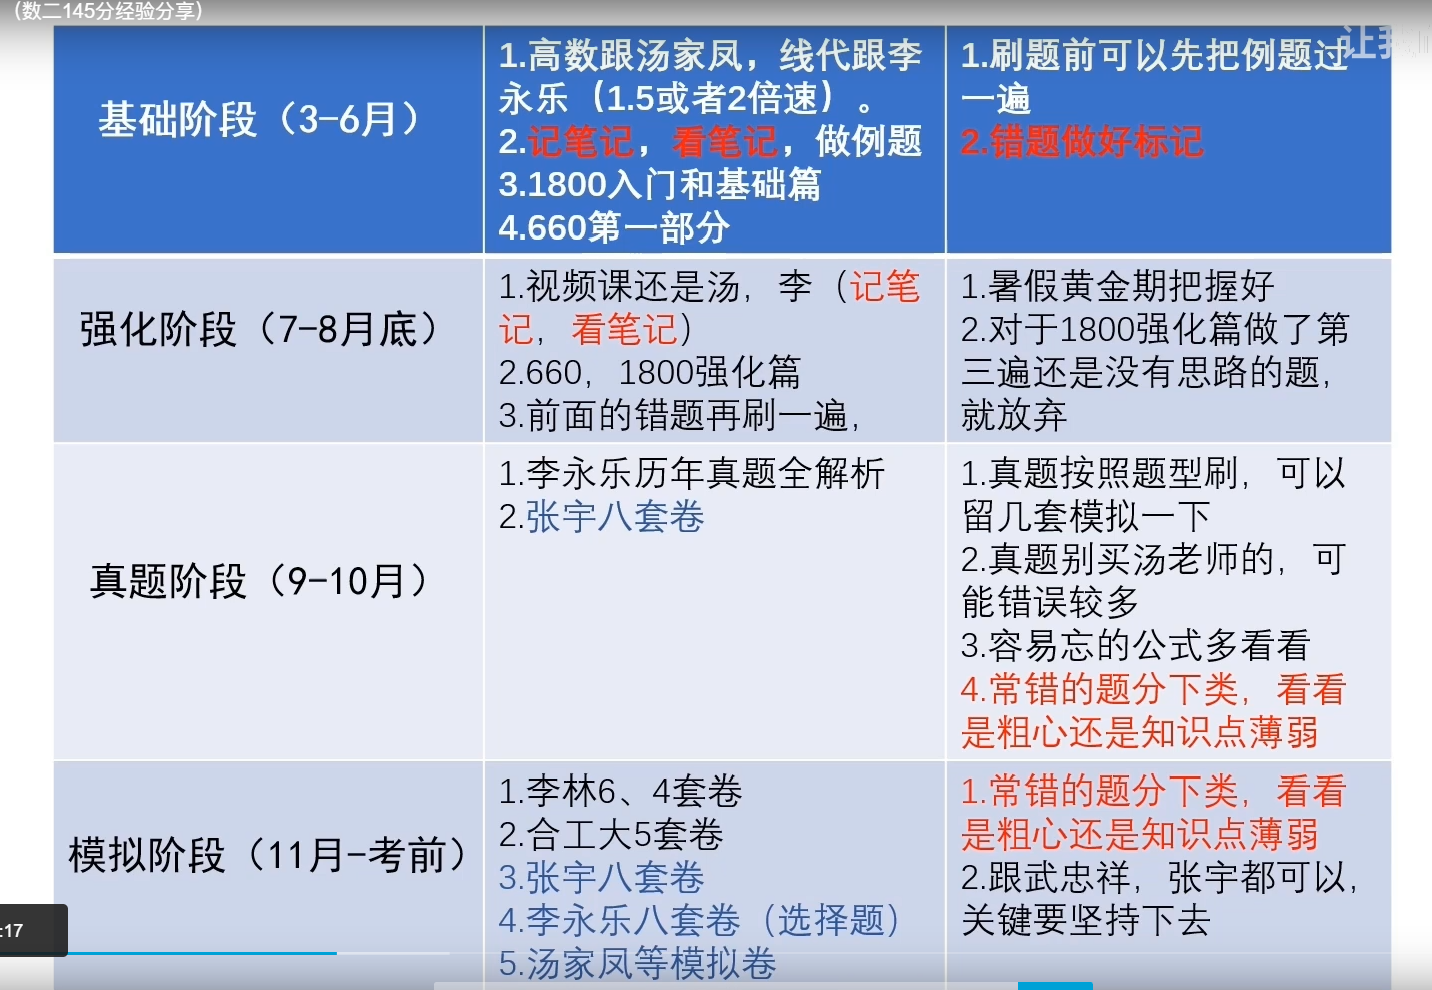 （数二145分经验分享）
基础阶段（3-6月）
1.高数跟汤家凤，线代跟李
永乐（1.5或者2倍速）。
2.记笔记，看笔记，做例题
3.1800入门和基础篇
4.660第一部分
1.刷题前可以先把例题过
一遍
2.错题做好标记
让我
强化阶段（7-8月底）
1.视频课还是汤，李（记笔
记，看笔记）
2.660，1800强化篇
3.前面的错题再刷一遍，
1.暑假黄金期把握好
2.对于1800强化篇做了第
三遍还是没有思路的题，
就放弃
真题阶段（9-10月）
1.李永乐历年真题全解析
2.张宇八套卷
1.真题按照题型刷，可以
留几套模拟一下
2.真题别买汤老师的，可
能错误较多
3.容易忘的公式多看看
4.常错的题分下类，看看
是粗心还是知识点薄弱
模拟阶段（11月-考前）
1.李林6、4套卷
2.合工大5套卷
3.张宇八套卷
4.李永乐八套卷（选择题）
5.汤家凤等模拟卷
1.常错的题分下类，看看
是粗心还是知识点薄弱
2.跟武忠祥，张宇都可以，
关键要坚持下去
:17